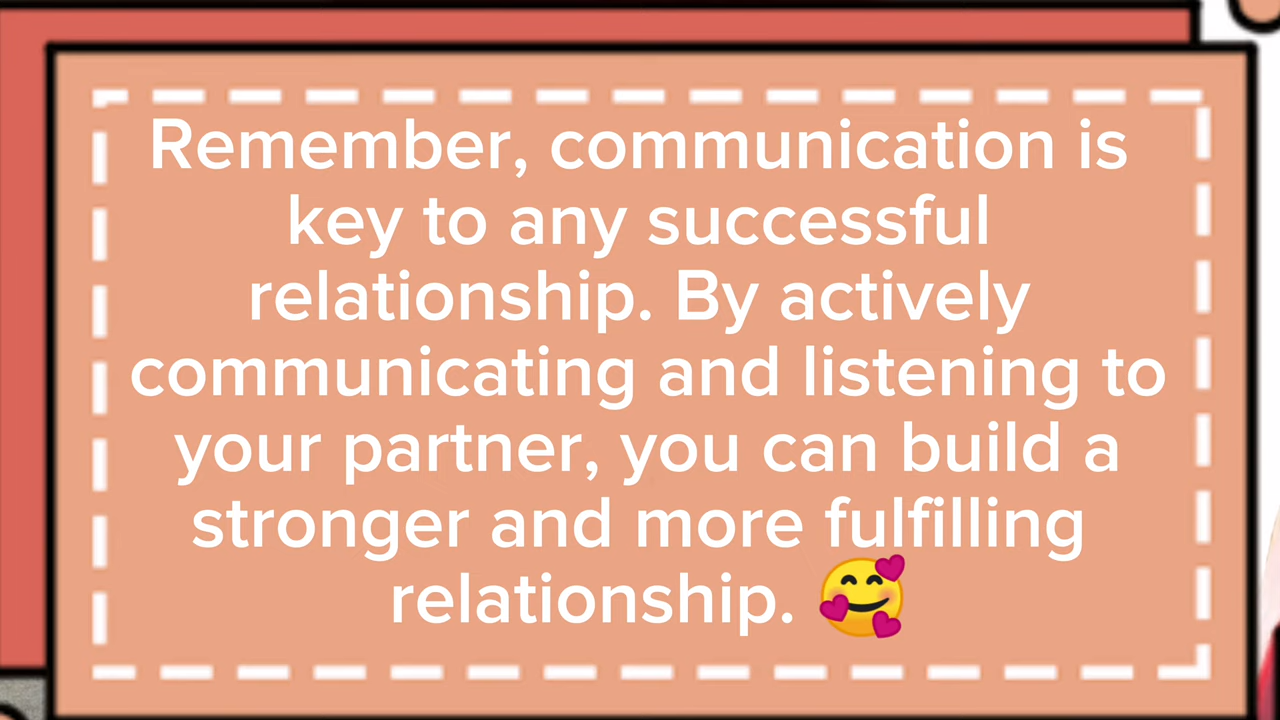 Remember, communication is
key to any successful
relationship. By actively
communicating and listening to
your partner, you can build a
stronger and more fulfilling
relationship. 🥰